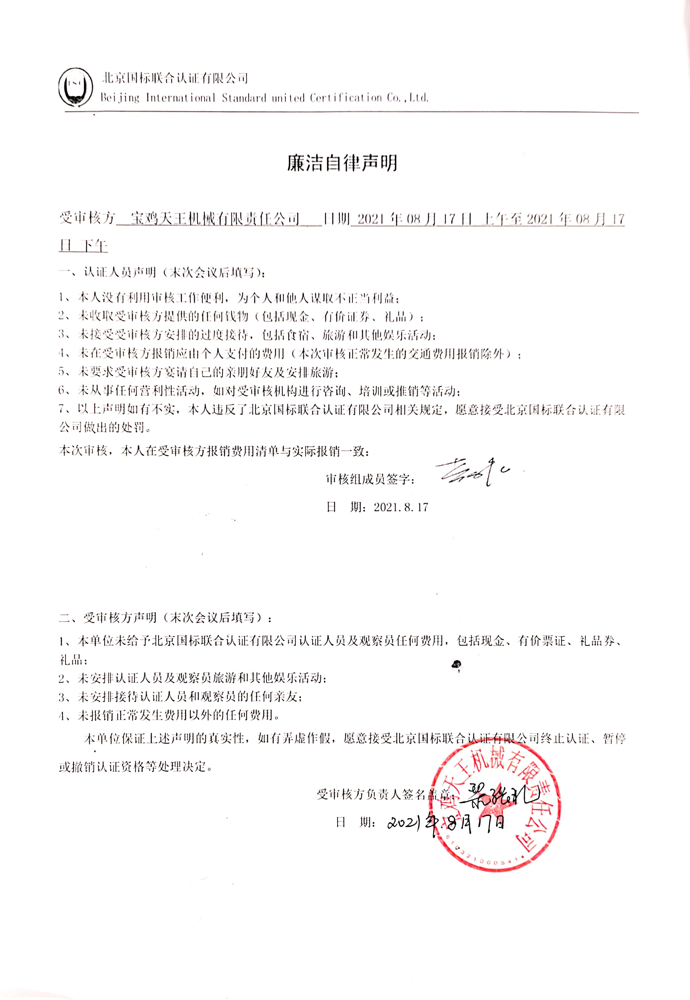 北京国标联合认证有限公司
Beijing International Standard united Certification Co.,Ltd.
廉洁自律声明
受审核方 宝鸡天王机械有限责任公司 日期 2021 年 08 月 17 日 上午至 2021 年 08 月 17
日 下午
一、认证人员声明（末次会议后填写）：
1、本人没有利用审核工作便利，为个人和他人谋取不正当利益；
2、未收取受审核方提供的任何钱物（包括现金、有价证券、礼品）；
3、未接受受审核方安排的过度接待，包括食宿、旅游和其他娱乐活动；
4、未在受审核方报销应由个人支付的费用（本次审核正常发生的交通费用报销除外）；
5、未要求受审核方宴请自己的亲朋好友及安排旅游；
6、未从事任何营利性活动，如对受审核机构进行咨询、培训或推销等活动；
7、以上声明如有不实，本人违反了北京国标联合认证有限公司相关规定，愿意接受北京国标联合认证有限
公司做出的处罚。
本次审核，本人在受审核方报销费用清单与实际报销一致：
审核组成员签字：
日 期：2021.8.17
二、受审核方声明（末次会议后填写）：
1、本单位未给予北京国标联合认证有限公司认证人员及观察员任何费用，包括现金、有价票证、礼品券、
礼品；
2、未安排认证人员及观察员旅游和其他娱乐活动；
3、未安排接待认证人员和观察员的任何亲友；
4、未报销正常发生费用以外的任何费用。
本单位保证上述声明的真实性，如有弄虚作假，愿意接受北京国标联合认证有限公司终止认证、暂停
或撤销认证资格等处理决定。
受审核方负责人签名盖章：
日 期：2021年8月17日
宝鸡天王机械有限责任公司
6103210005414